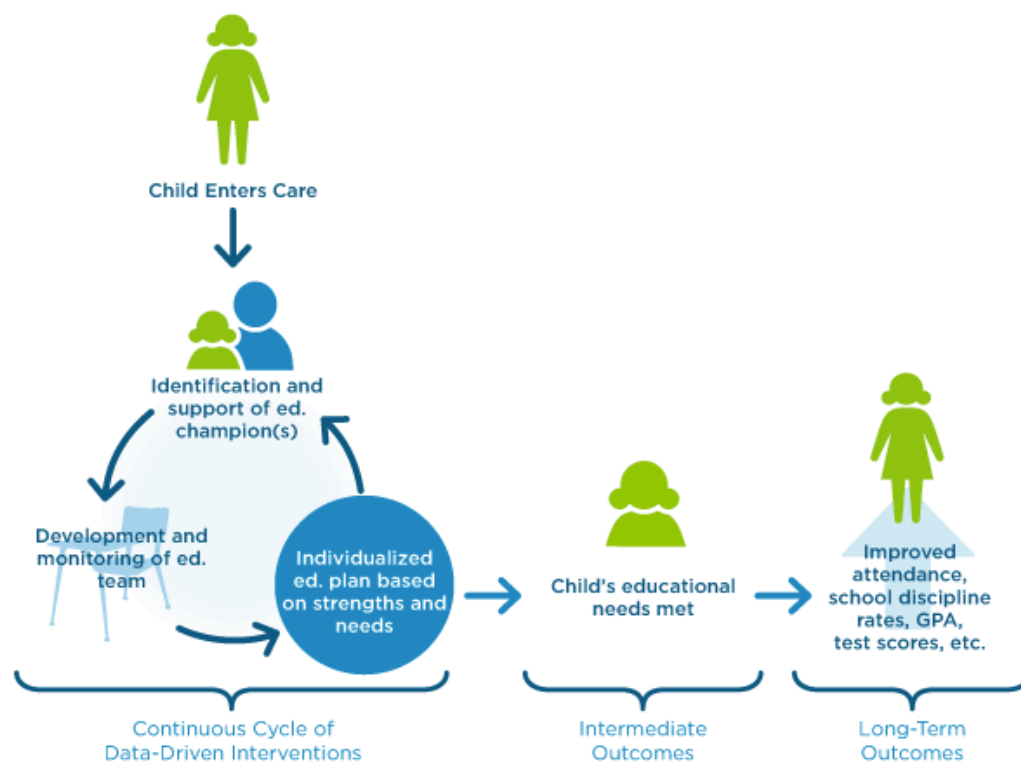 Child Enters Care
Identification and
support of ed.
champion(s)
Development and
monitoring of ed.
team
Individualized
ed. plan based
on strengths and
needs
Child's educational
needs met
Improved
attendance,
school discipline
rates, GPA,
test scores, etc.
Continuous Cycle of
Data-Driven Interventions
Intermediate
Outcomes
Long-Term
Outcomes